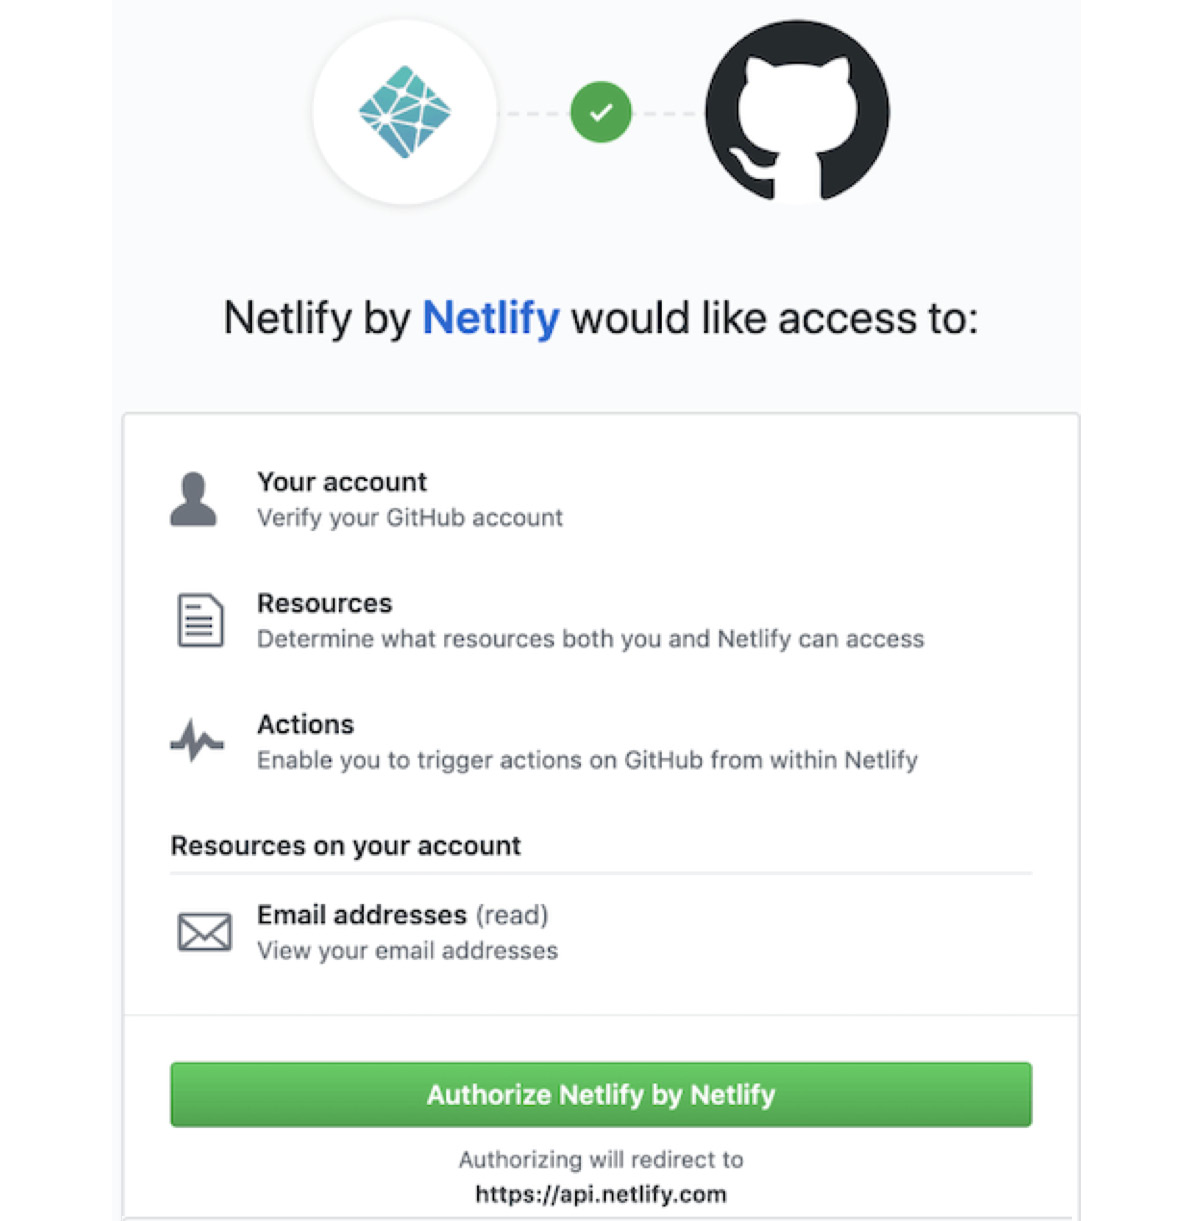 Netlify by Netlify would like access to:
Your account
Verify your GitHub account
Resources
Determine what resources both you and Netlify can access
Actions
Enable you to trigger actions on GitHub from within Netlify
Resources on your account
Email addresses (read)
View your email addresses
Authorize Netlify by Netlify
Authorizing will redirect to
https://api.netlify.com